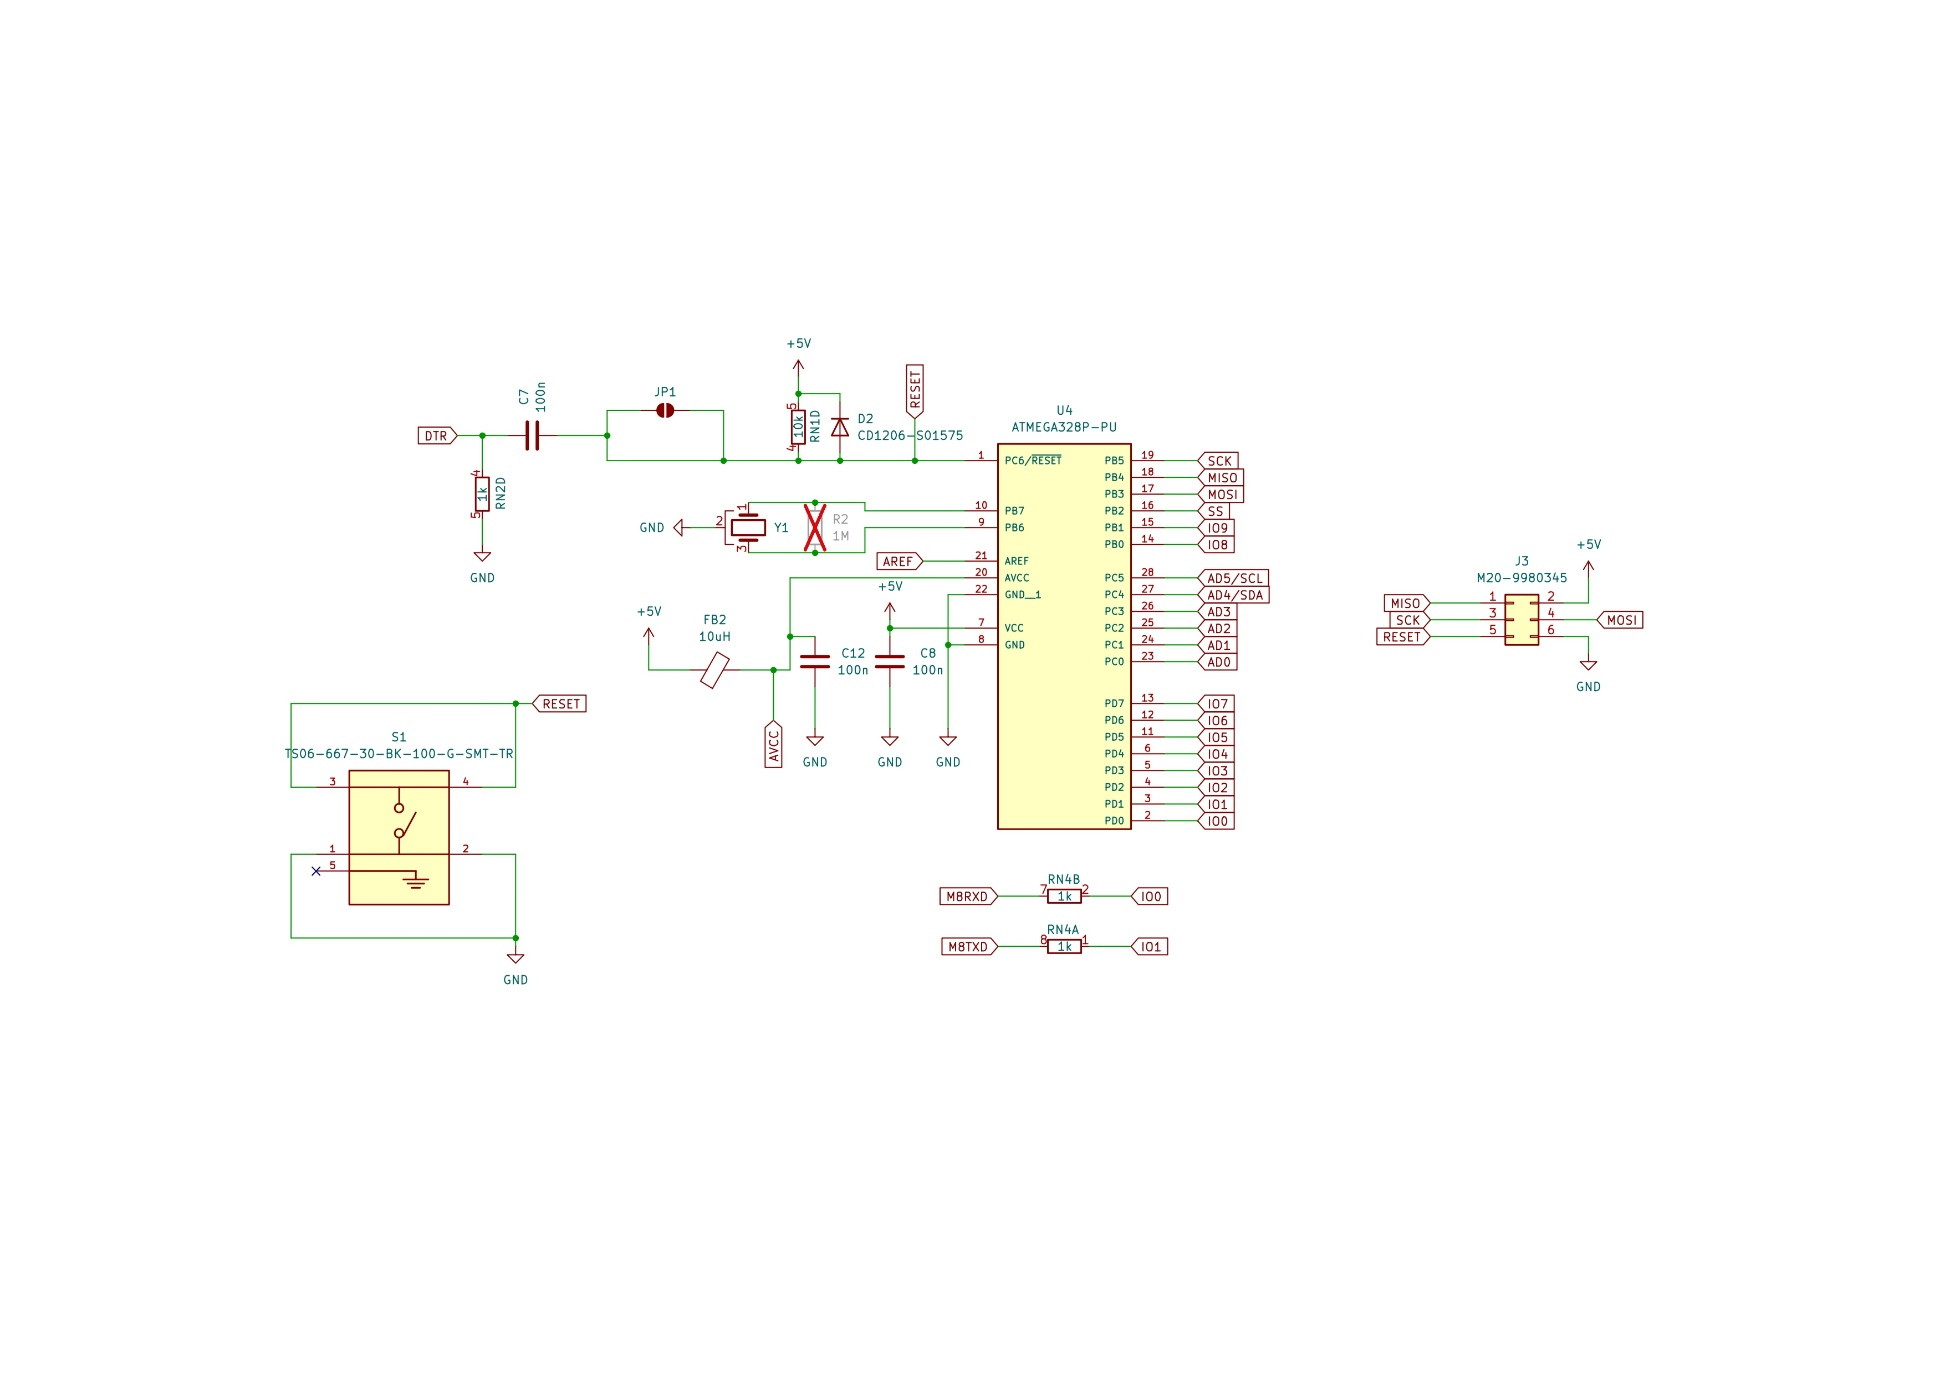 +5V
JP1
C7
100n
RESET
5
10k
4
RN1D
D2
CD1206-S01575
DTR
4
1k
5
RN2D
GND
U4
ATMEGA328P-PU
1
PC6/RESET
10
PB7
9
PB6
21
AREF
20
AVCC
22
GND__1
7
VCC
8
GND
PB5
19
SCK
PB4
18
MISO
PB3
17
MOSI
PB2
16
SS
PB1
15
IO9
PB0
14
IO8
PC5
28
AD5/SCL
PC4
27
AD4/SDA
PC3
26
AD3
PC2
25
AD2
PC1
24
AD1
PC0
23
AD0
PD7
13
IO7
PD6
12
IO6
PD5
11
IO5
PD4
6
IO4
PD3
5
IO3
PD2
4
IO2
PD1
3
IO1
PD0
2
IO0
GND
2
1
3
Y1
R2
1M
AREF
+5V
+5V
FB2
10uH
C12
100n
C8
100n
AVCC
GND
GND
GND
+5V
J3
M20-9980345
MISO
1
2
SCK
3
4
MOSI
RESET
5
6
GND
RESET
S1
TS06-667-30-BK-100-G-SMT-TR
3
4
1
2
5
GND
RN4B
M8RXD
7
1k
2
IO0
RN4A
M8TXD
8
1k
1
IO1